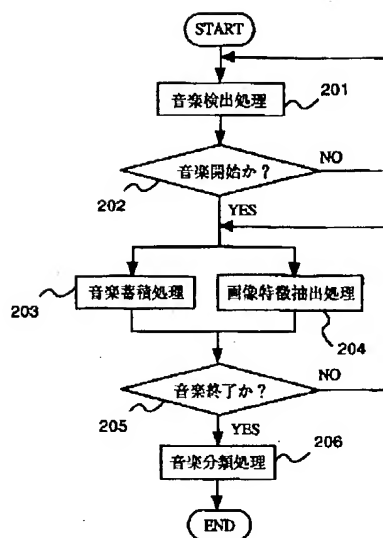 START
音楽検出処理
201
音楽開始か？
NO
202
YES
音楽蓄積処理
画像特徴抽出処理
203
204
音楽終了か？
NO
205
YES
206
音楽分類処理
END